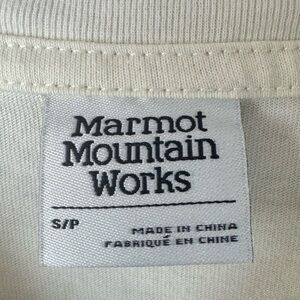 Marmot
Mountain
Works
S/P
MADE IN CHINA
FABRIQUÉ EN CHINE